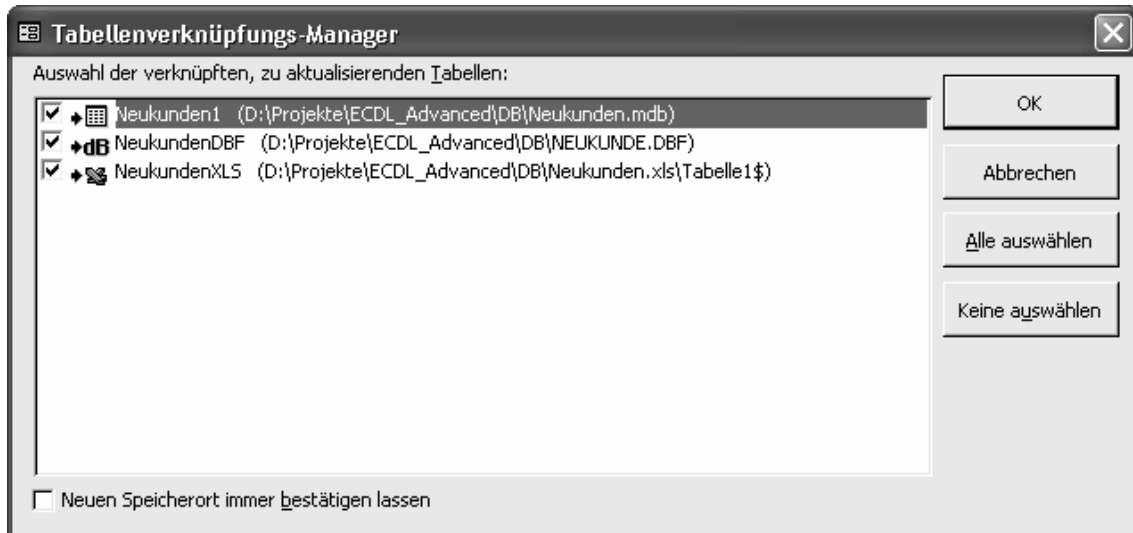 Tabellenverknüpfungs-Manager
Auswahl der verknüpften, zu aktualisierenden Tabellen:
Neukunden1 (D:\Projekte\ECDL_Advanced\DB\Neukunden.mdb)
dB NeukundenDBF (D:\Projekte\ECDL_Advanced\DB\NEUKUNDE.DBF)
NeukundenXLS (D:\Projekte\ECDL_Advanced\DB\Neukunden.xls\Tabelle1$)
OK
Abbrechen
Alle auswählen
Keine auswählen
Neuen Speicherort immer bestätigen lassen